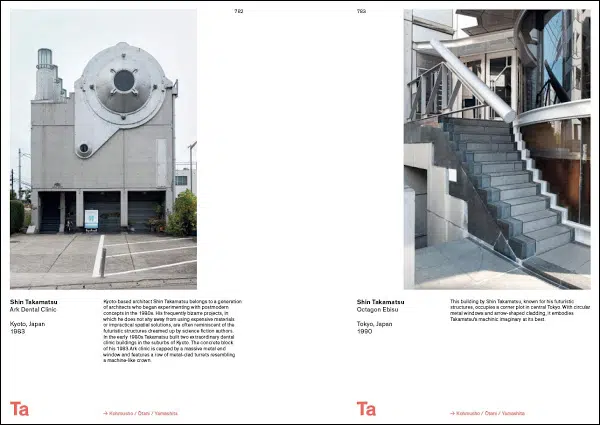 782
Shin Takamatsu
Ark Dental Clinic
Kyoto, Japan
1983
Kyoto based architect Shin Takamatsu belongs to a generation
of architects who began experimenting with postmodern
concepts in the 1980s. His frequently bizarre projects, in
which he does not shy away from using expensive materials
or impractical spatial solutions, are often reminiscent of the
futuristic structures dreamed up by science fiction authors.
In the early 1980s Takamatsu built two extraordinary dental
clinic buildings in the suburbs of Kyoto. The concrete block
of his 1983 Ark clinic is capped by a massive metal end
window and features a row of metal-clad turrets resembling
a machine-like crown.
Ta
→ Kolonsuoho / Ōtaro / Yamashita
783
Shin Takamatsu
Octagon Ebisu
Tokyo, Japan
1990
This building by Shin Takamatsu, known for his futuristic
structures, occupies a corner plot in central Tokyo. With circular
metal windows and arrow-shaped cladding, it embodies
Takamatsu's machinic imaginary at its best.
Ta
→ Kolonsuoho / Ōtaro / Yamashita